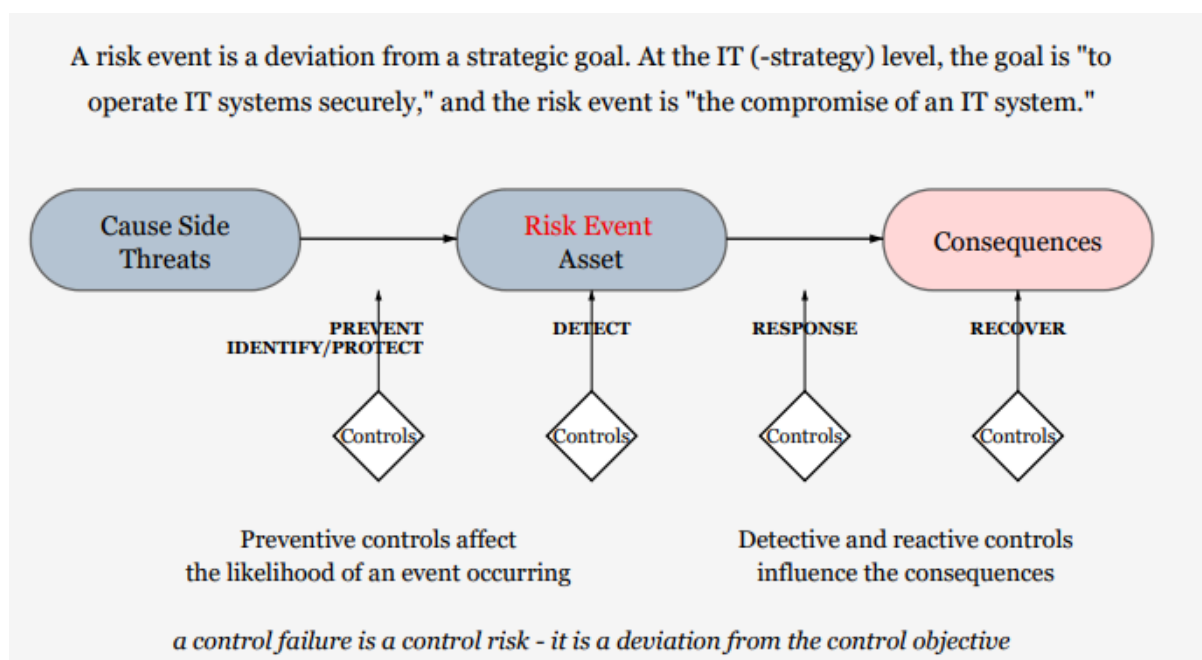 A risk event is a deviation from a strategic goal. At the IT (-strategy) level, the goal is "to
operate IT systems securely," and the risk event is "the compromise of an IT system."
Cause Side
Threats
Risk Event
Asset
Consequences
PREVENT
IDENTIFY/PROTECT
DETECT
RESPONSE
RECOVER
Controls
Controls
Controls
Controls
Preventive controls affect
the likelihood of an event occurring
Detective and reactive controls
influence the consequences
a control failure is a control risk - it is a deviation from the control objective